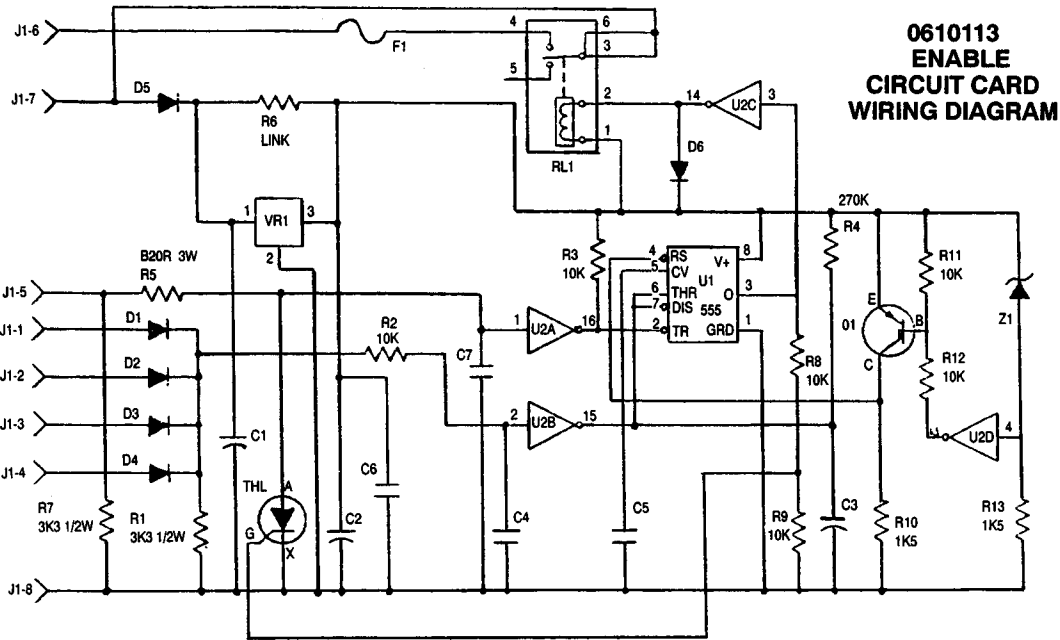 0610113
ENABLE
CIRCUIT CARD
WIRING DIAGRAM
J1-6
F1
4
6
3
5
2
1
RL1
J1-7
D5
R6
LINK
14
U2C
3
D6
1
VR1
3
2
270K
R4
R3
10K
4
RS
V+
8
5
CV
U1
6
THR
O
3
7
DIS
555
2
TR
GRD
1
R11
10K
Z1
E
01
B
C
R12
10K
B20R 3W
R5
J1-5
J1-1
D1
J1-2
D2
J1-3
D3
J1-4
D4
R2
10K
1
U2A
16
C7
2
U2B
15
R8
10K
U2D
4
C1
C6
THL
A
G
X
R7
3K3 1/2W
R1
3K3 1/2W
C2
C4
C5
R9
10K
C3
R10
1K5
R13
1K5
J1-8